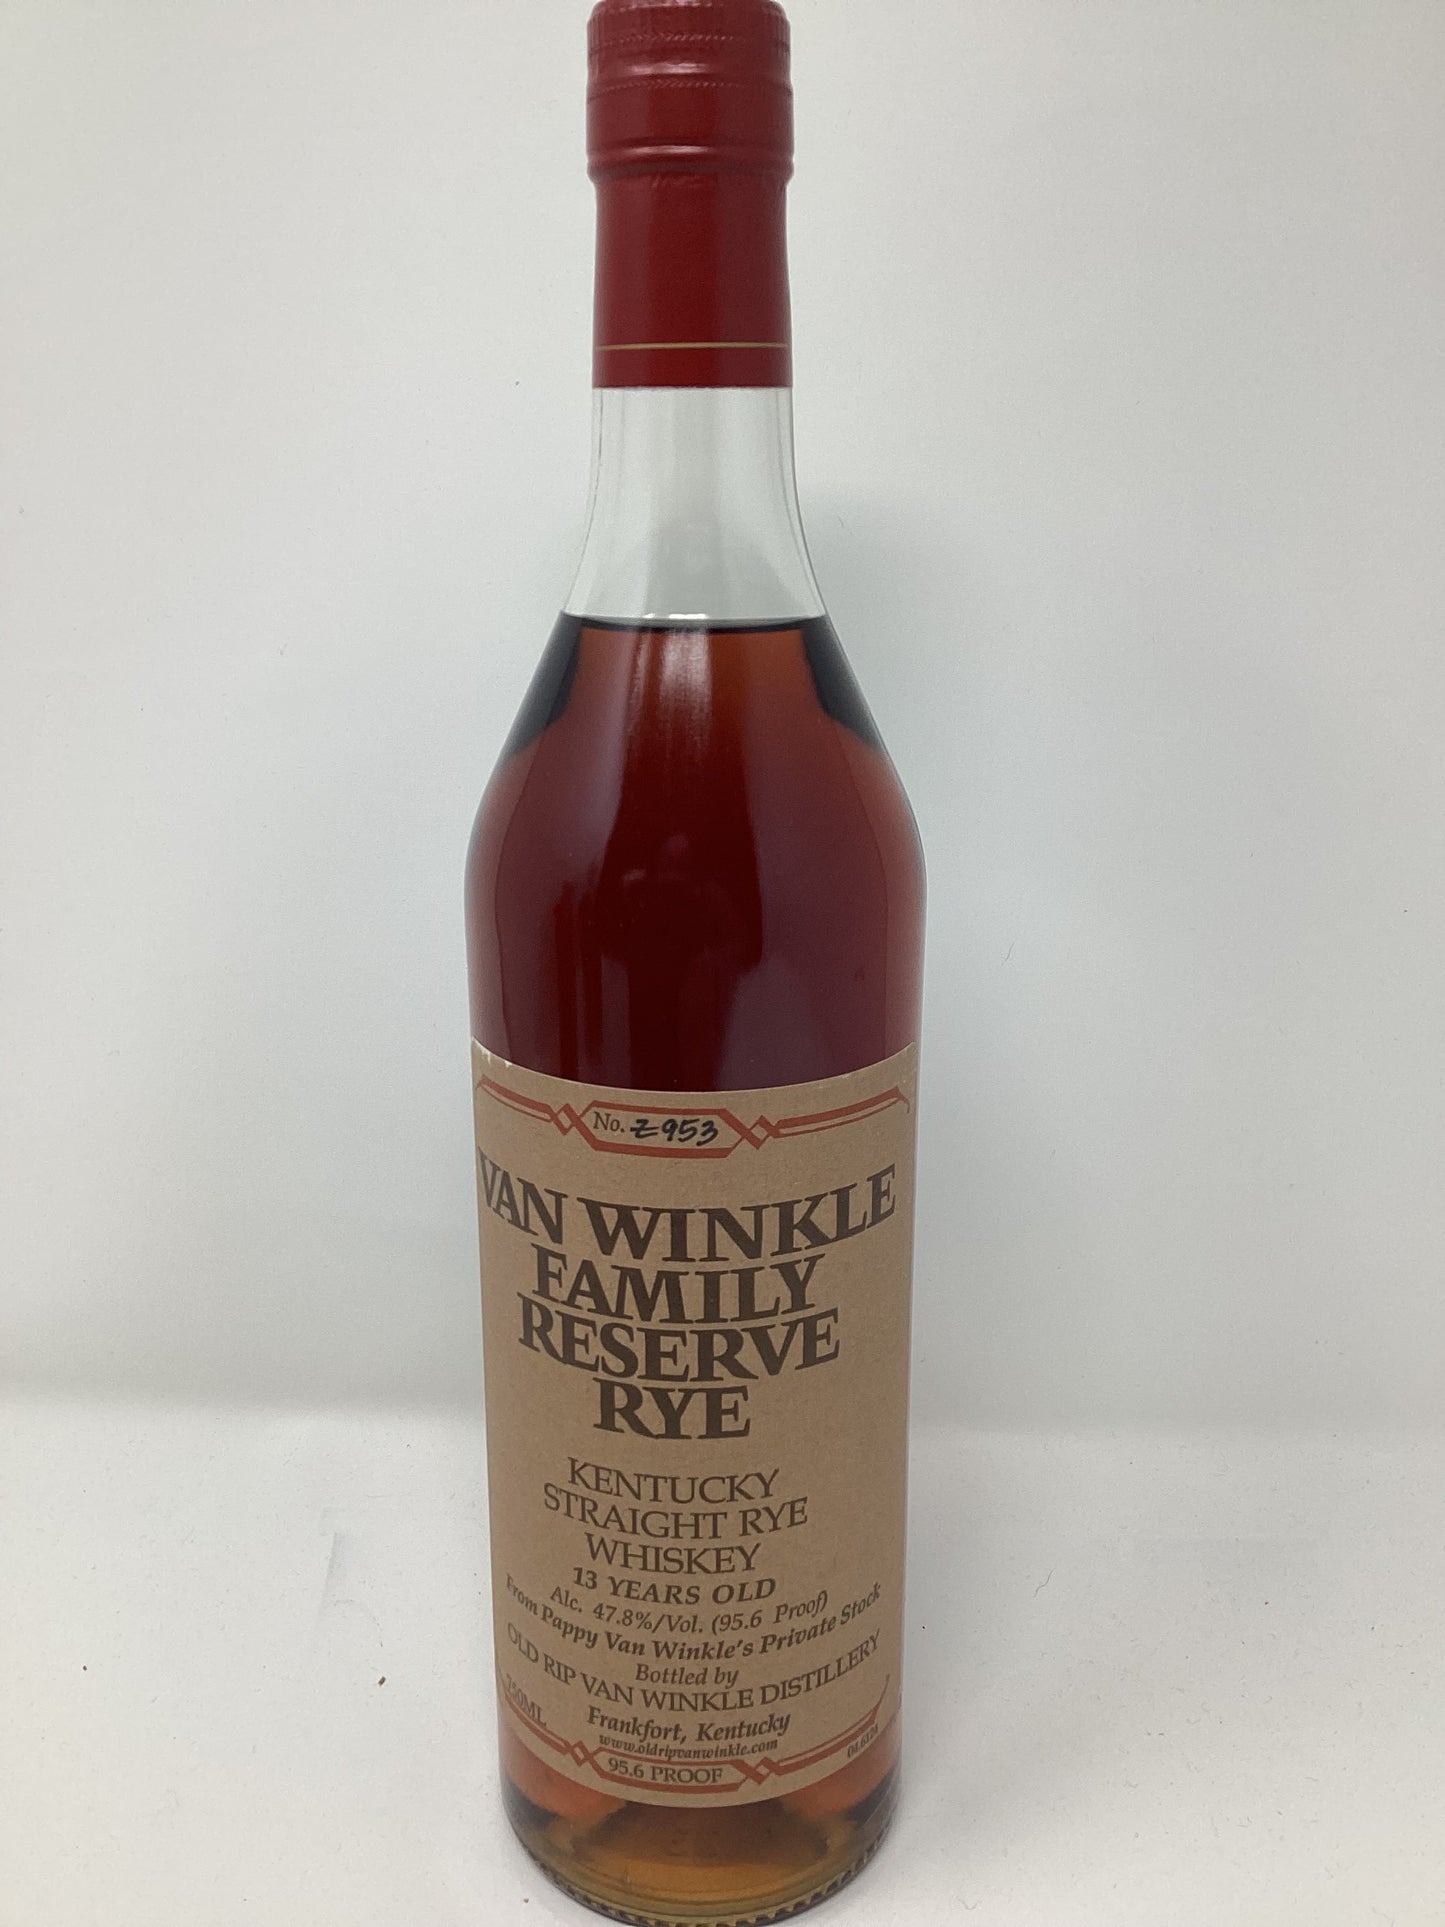 No. Z953
VAN WINKLE
FAMILY
RESERVE
RYE
KENTUCKY
STRAIGHT RYE
WHISKEY
13 YEARS OLD
Alc. 47.8%/Vol. (95.6 Proof)
From Pappy Van Winkle's Private Stock
Bottled by
OLD RIP VAN WINKLE DISTILLERY
750ML
Frankfort, Kentucky
www.oldripvanwinkle.com
95.6 PROOF